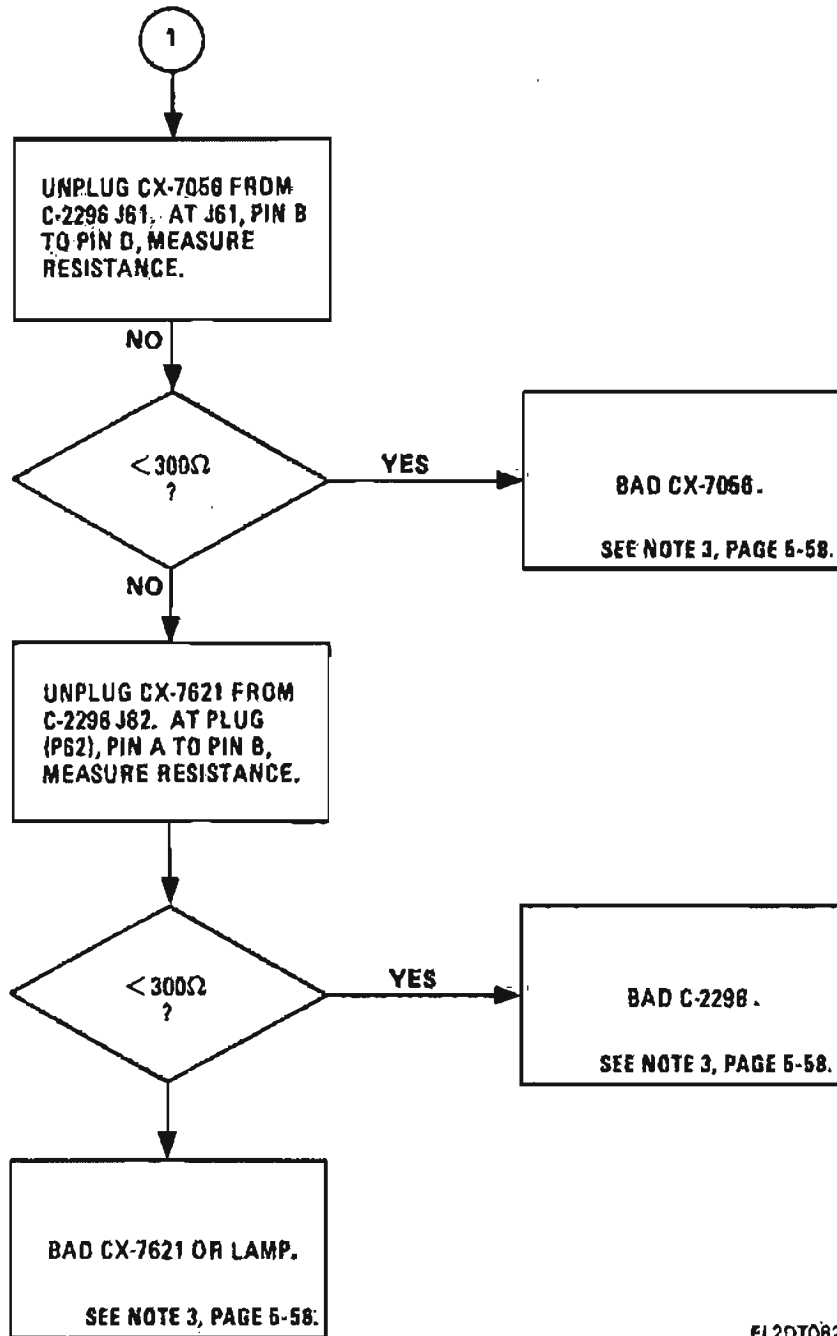 1
UNPLUG CX-7056 FROM
C-2296 J61. AT J61, PIN B
TO PIN D, MEASURE
RESISTANCE.
NO
<300Ω
?
YES
BAD CX-7056.
SEE NOTE 3, PAGE 5-58.
NO
UNPLUG CX-7621 FROM
C-2296 J62. AT PLUG
(P62), PIN A TO PIN B,
MEASURE RESISTANCE.
<300Ω
?
YES
BAD C-2296.
SEE NOTE 3, PAGE 5-58.
BAD CX-7621 OR LAMP.
SEE NOTE 3, PAGE 5-58.